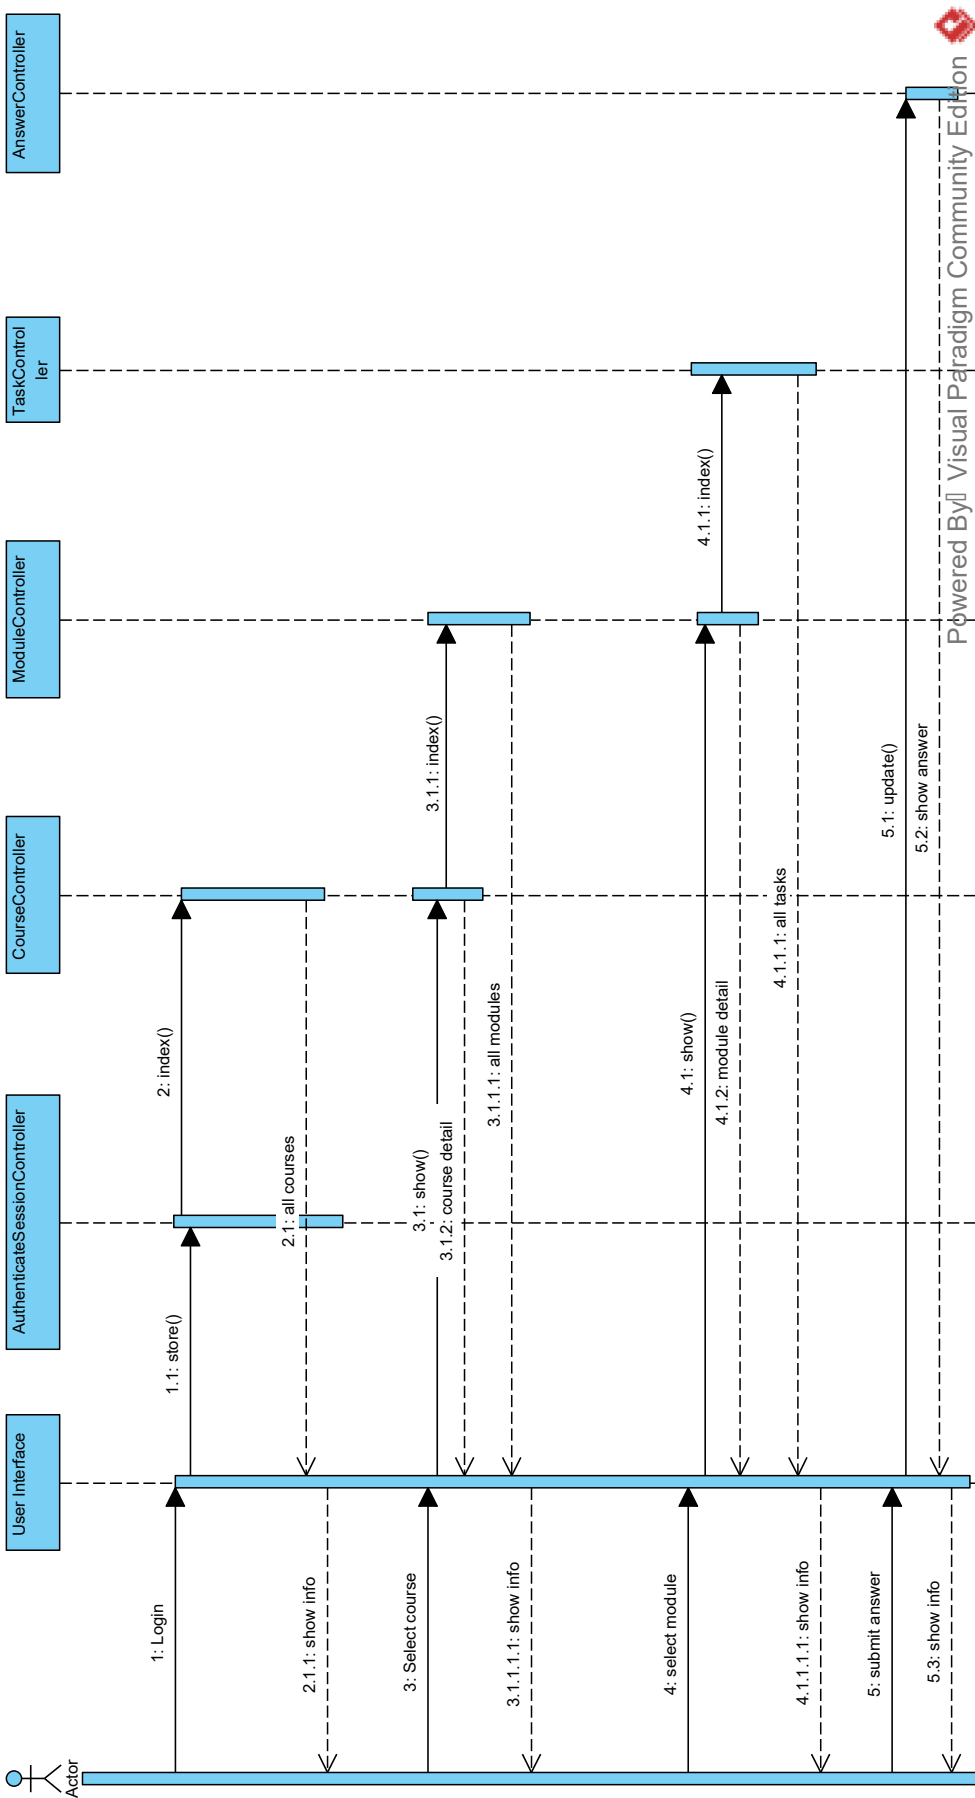 Actor
User Interface
AuthenticateSessionController
CourseController
ModuleController
TaskControl
ler
AnswerController
1: Login
1.1: store()
2: index()
2.1: all courses
2.1.1: show info
3: Select course
3.1: show()
3.1.1: index()
3.1.2: course detail
3.1.1.1: all modules
3.1.1.1.1: show info
4: select module
4.1: show()
4.1.1: index()
4.1.2: module detail
4.1.1.1: all tasks
4.1.1.1.1: show info
5: submit answer
5.1: update()
5.2: show answer
5.3: show info
Powered By Visual Paradigm Community Edition